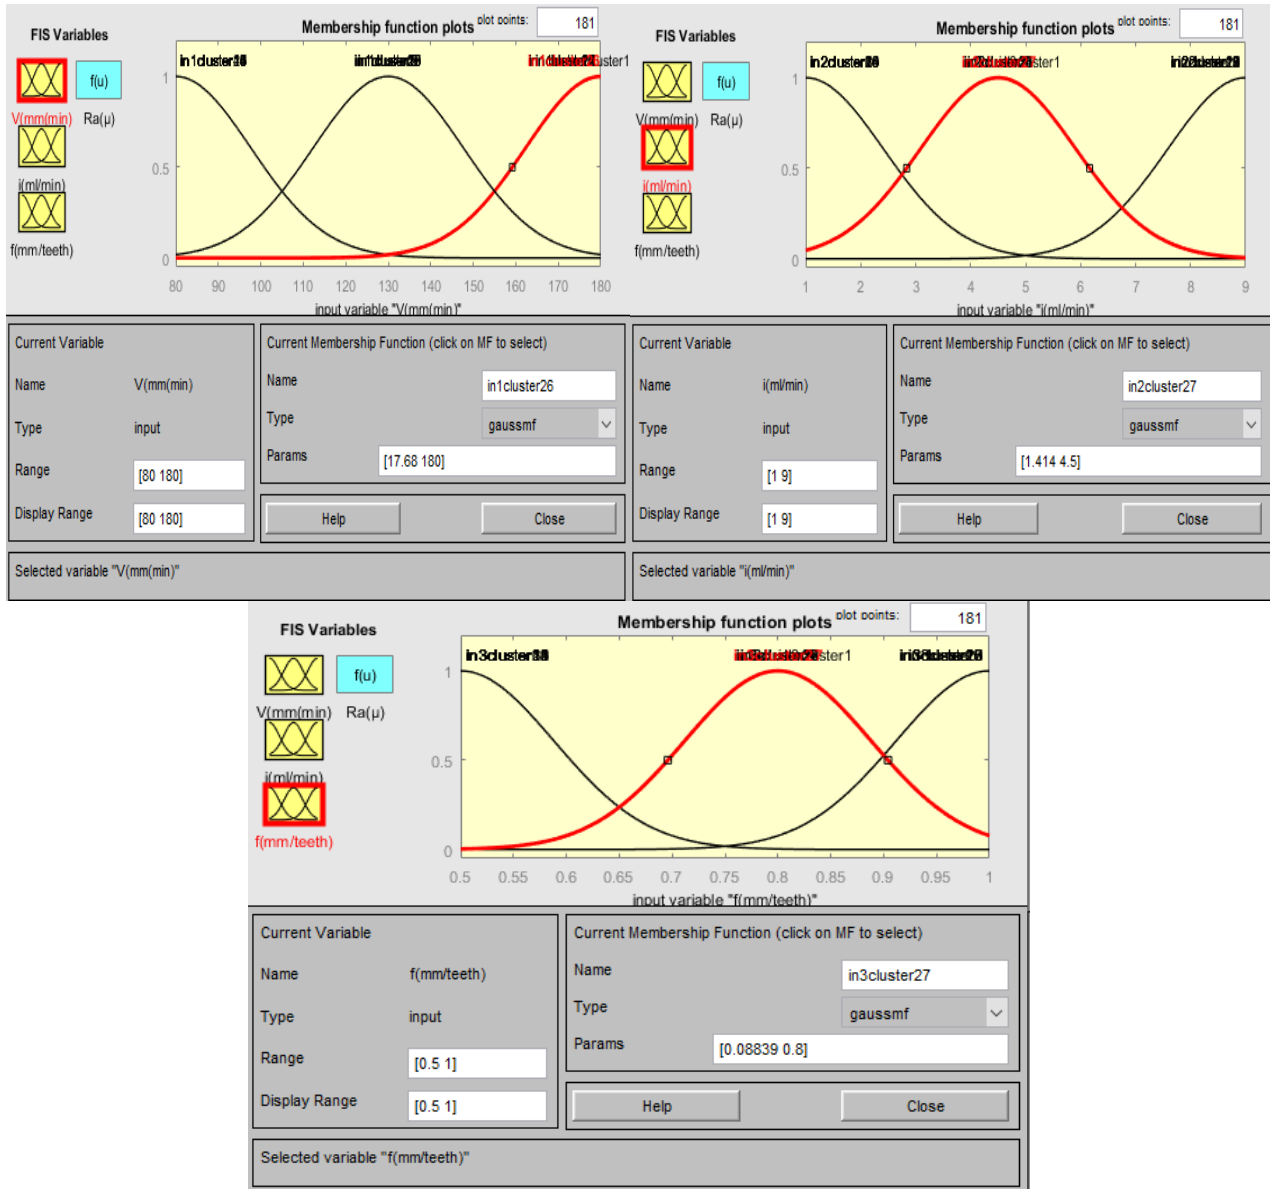 FIS Variables
Membership function plots
plot points:
181
f(u)
V(mm(min)
Ra(μ)
i(ml/min)
f(mm/teeth)
1
0.5
0
80 90 100 110 120 130 140 150 160 170 180
input variable "V(mm(min)"
Current Variable
Name V(mm(min)
Type input
Range [80 180]
Display Range [80 180]
Current Membership Function (click on MF to select)
Name in1cluster26
Type gaussmf
Params [17.68 180]
Help Close
Selected variable "V(mm(min)"
FIS Variables
Membership function plots
plot points:
181
f(u)
V(mm(min)
Ra(μ)
i(ml/min)
f(mm/teeth)
1
0.5
0
1 2 3 4 5 6 7 8 9
input variable "i(ml/min)"
Current Variable
Name i(ml/min)
Type input
Range [1 9]
Display Range [1 9]
Current Membership Function (click on MF to select)
Name in2cluster27
Type gaussmf
Params [1.414 4.5]
Help Close
Selected variable "i(ml/min)"
FIS Variables
Membership function plots
plot points:
181
f(u)
V(mm(min)
Ra(μ)
i(ml/min)
f(mm/teeth)
1
0.5
0
0.5 0.55 0.6 0.65 0.7 0.75 0.8 0.85 0.9 0.95 1
input variable "f(mm/teeth)"
Current Variable
Name f(mm/teeth)
Type input
Range [0.5 1]
Display Range [0.5 1]
Current Membership Function (click on MF to select)
Name in3cluster27
Type gaussmf
Params [0.08839 0.8]
Help Close
Selected variable "f(mm/teeth)"